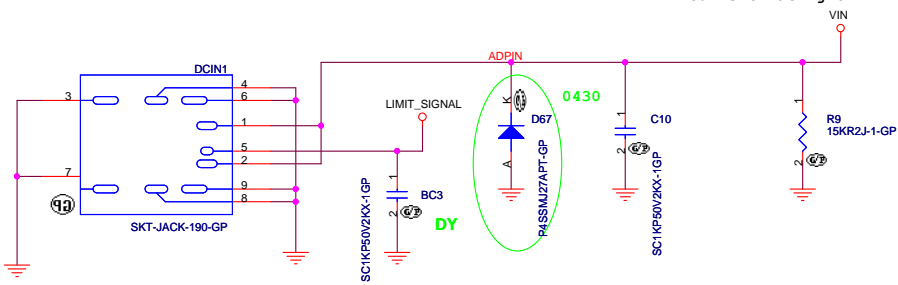 VIN
ADPIN
DCIN1
4
3
6
K
D67
0430
1
LIMIT_SIGNAL
1
C10
1
R9
15KR2J-1-GP
5
2
A
2
G/P
2
G/P
7
9
8
1
BC3
2
G/P
GP
DY
SKT-JACK-190-GP
SC1KP50V2KX-1GP
P4SSMJ27APT-GP
SC1KP50V2KX-1GP